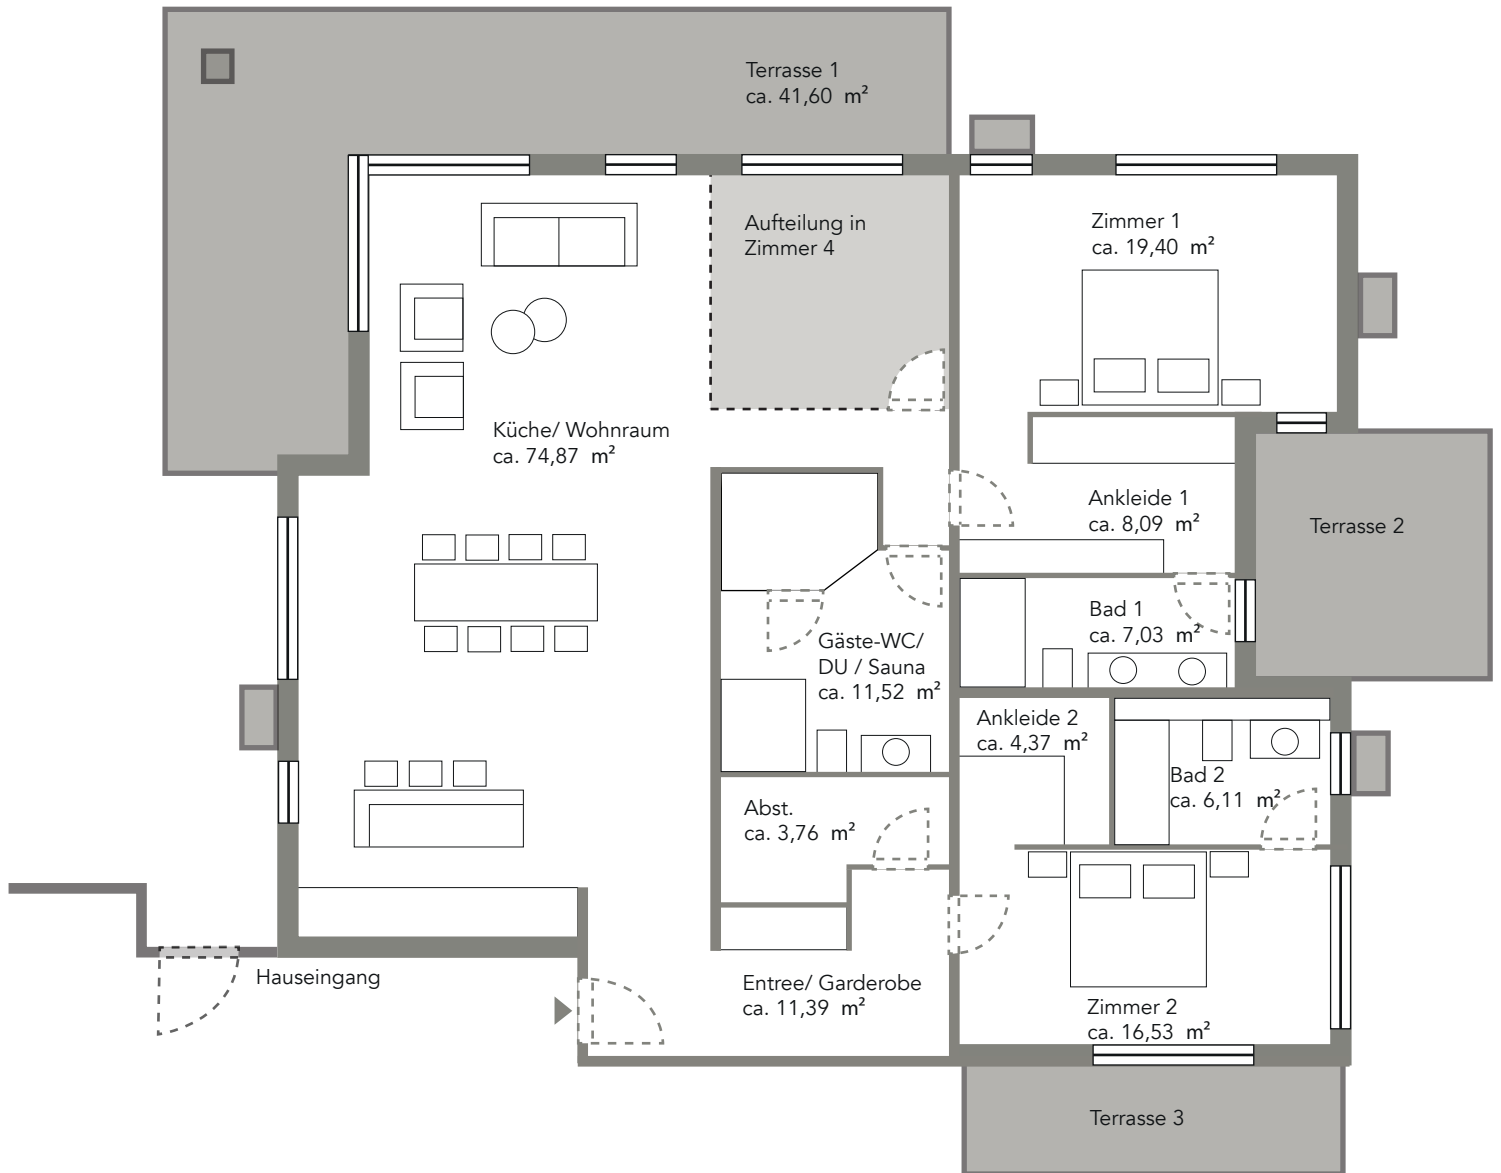 Terrasse 1
ca. 41,60 m²
Aufteilung in
Zimmer 4
Zimmer 1
ca. 19,40 m²
Küche/ Wohnraum
ca. 74,87 m²
Ankleide 1
ca. 8,09 m²
Terrasse 2
Bad 1
ca. 7,03 m²
Gäste-WC/
DU / Sauna
ca. 11,52 m²
Ankleide 2
ca. 4,37 m²
Bad 2
ca. 6,11 m²
Abst.
ca. 3,76 m²
Hauseingang
Entree/ Garderobe
ca. 11,39 m²
Zimmer 2
ca. 16,53 m²
Terrasse 3